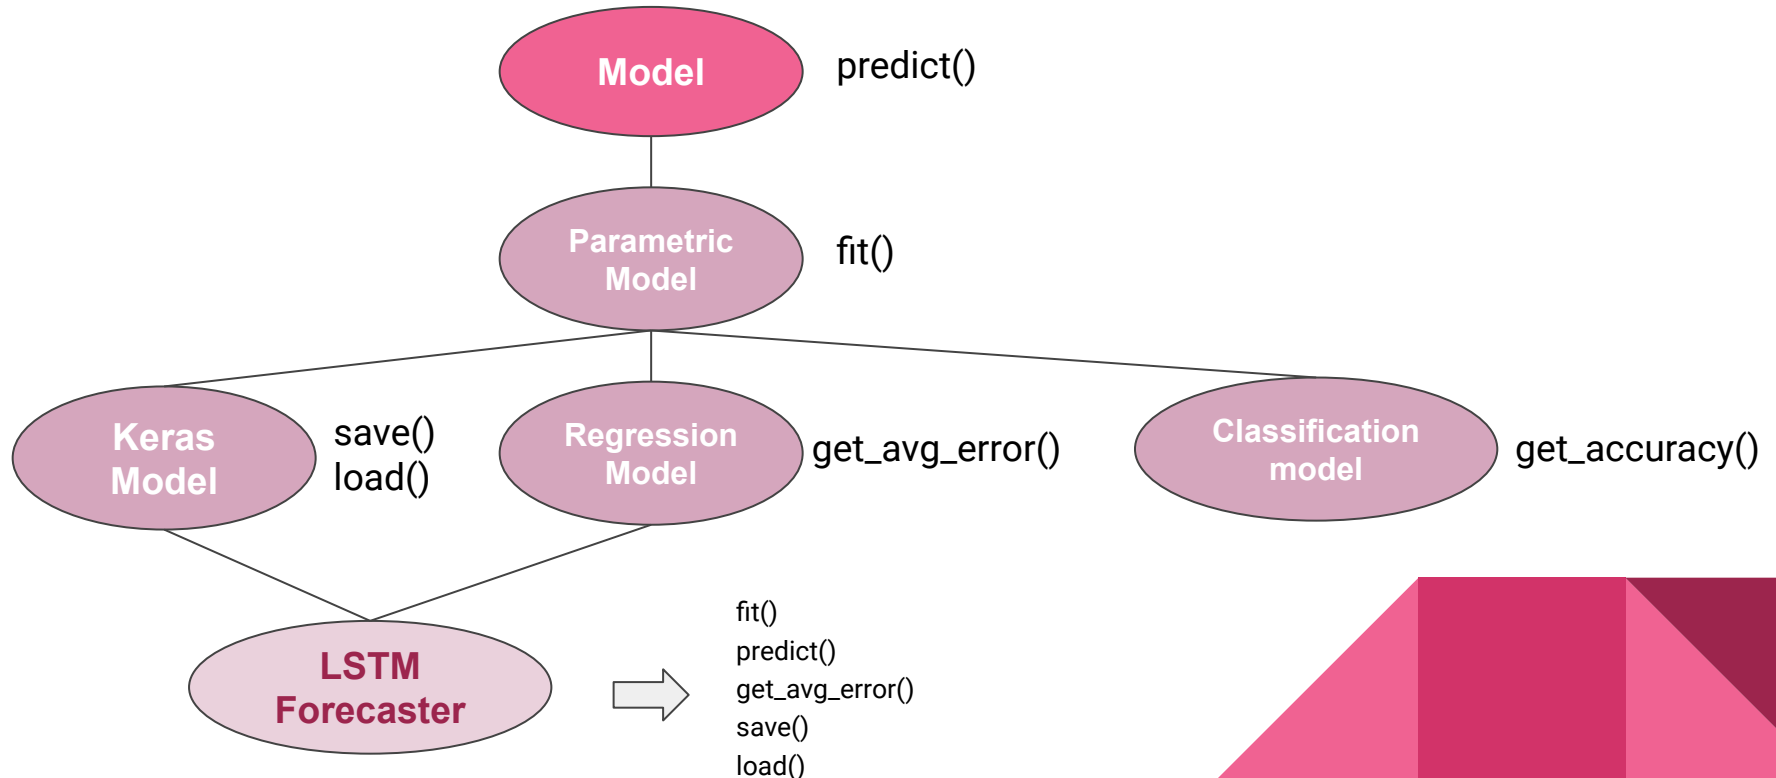 Model
predict()
Parametric
Model
fit()
Keras
Model
save()
load()
Regression
Model
get_avg_error()
Classification
model
get_accuracy()
LSTM
Forecaster
fit()
predict()
get_avg_error()
save()
load()